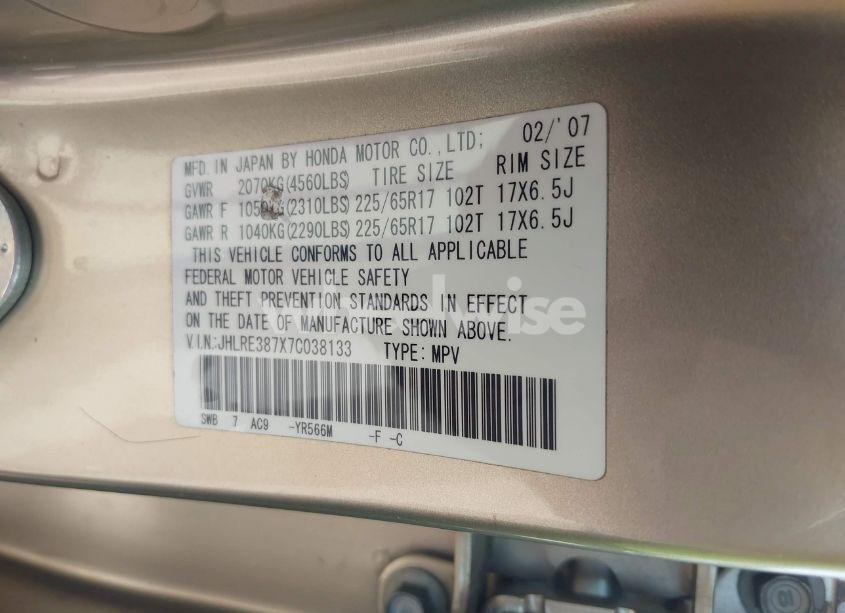 MFD. IN JAPAN BY HONDA MOTOR CO.,LTD; 02/'07
GVWR 2070KG(4560LBS) TIRE SIZE RIM SIZE
GAWR F 1050KG(2310LBS) 225/65R17 102T 17X6.5J
GAWR R 1040KG(2290LBS) 225/65R17 102T 17X6.5J
THIS VEHICLE CONFORMS TO ALL APPLICABLE
FEDERAL MOTOR VEHICLE SAFETY
AND THEFT PREVENTION STANDARDS IN EFFECT
ON THE DATE OF MANUFACTURE SHOWN ABOVE.
V.I.N.:JHLRE387X7C038133 TYPE: MPV
SWB 7 AC9 -YR566M -F -C